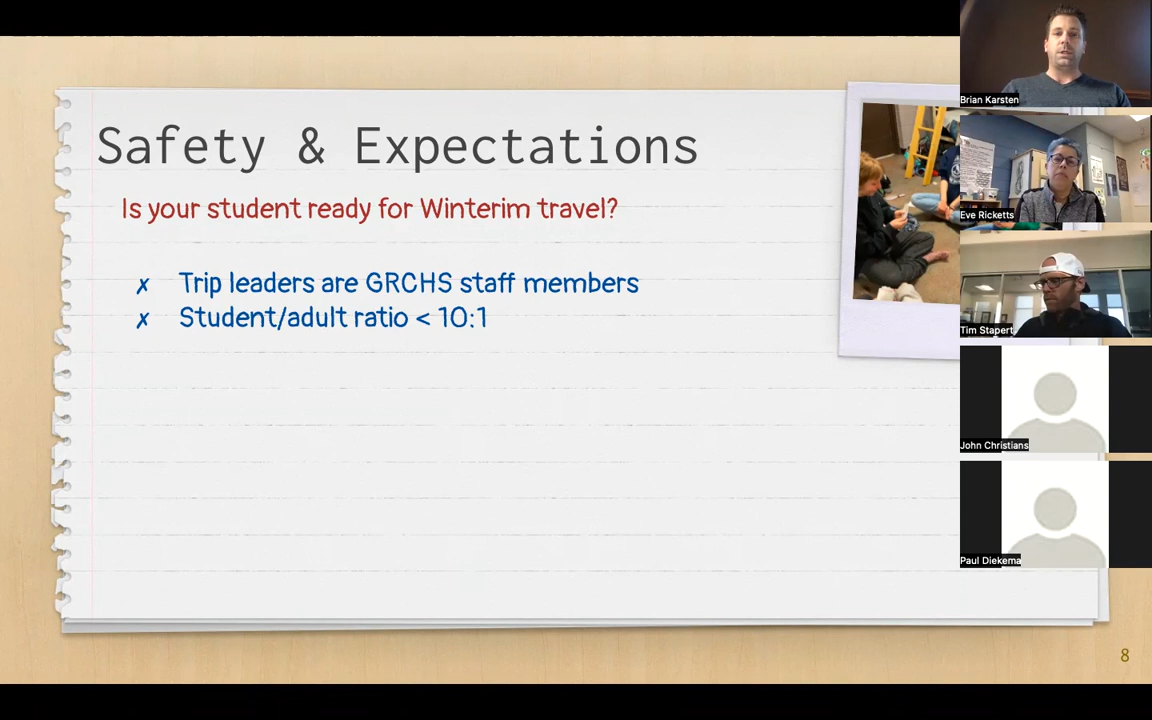 Safety & Expectations
Is your student ready for Winterim travel?
✗ Trip leaders are GRCHS staff members
✗ Student/adult ratio < 10:1
Brian Karsten
Eve Ricketts
Tim Stapert
John Christians
Paul Diekema
8